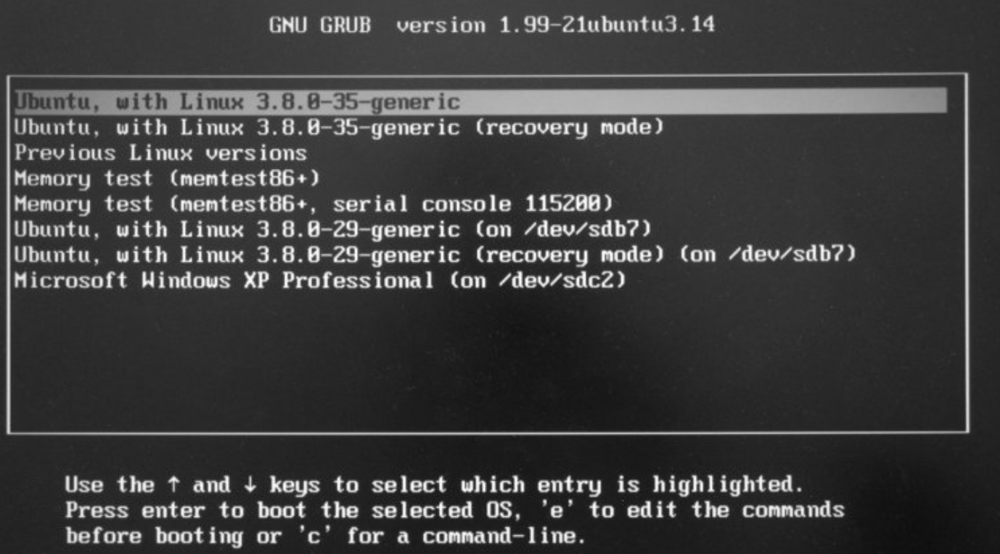 GNU GRUB version 1.99-21ubuntu3.14
Ubuntu, with Linux 3.8.0-35-generic
Ubuntu, with Linux 3.8.0-35-generic (recovery mode)
Previous Linux versions
Memory test (memtest86+)
Memory test (memtest86+, serial console 115200)
Ubuntu, with Linux 3.8.0-29-generic (on /dev/sdb7)
Ubuntu, with Linux 3.8.0-29-generic (recovery mode) (on /dev/sdb7)
Microsoft Windows XP Professional (on /dev/sdc2)
Use the ↑ and ↓ keys to select which entry is highlighted.
Press enter to boot the selected OS, 'e' to edit the commands
before booting or 'c' for a command-line.